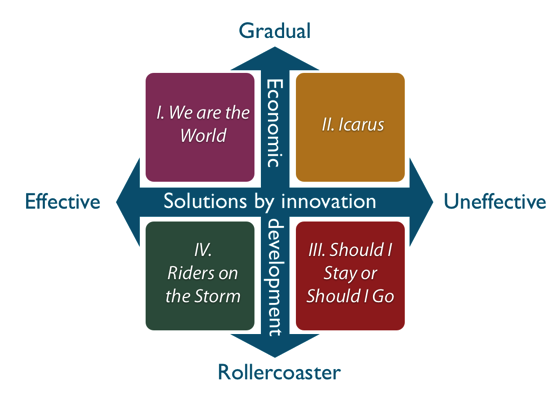 Gradual
I. We are the
World
II. Icarus
Economic
Effective
Solutions by innovation
Uneffective
development
IV.
Riders on
the Storm
III. Should I
Stay or
Should I Go
Rollercoaster